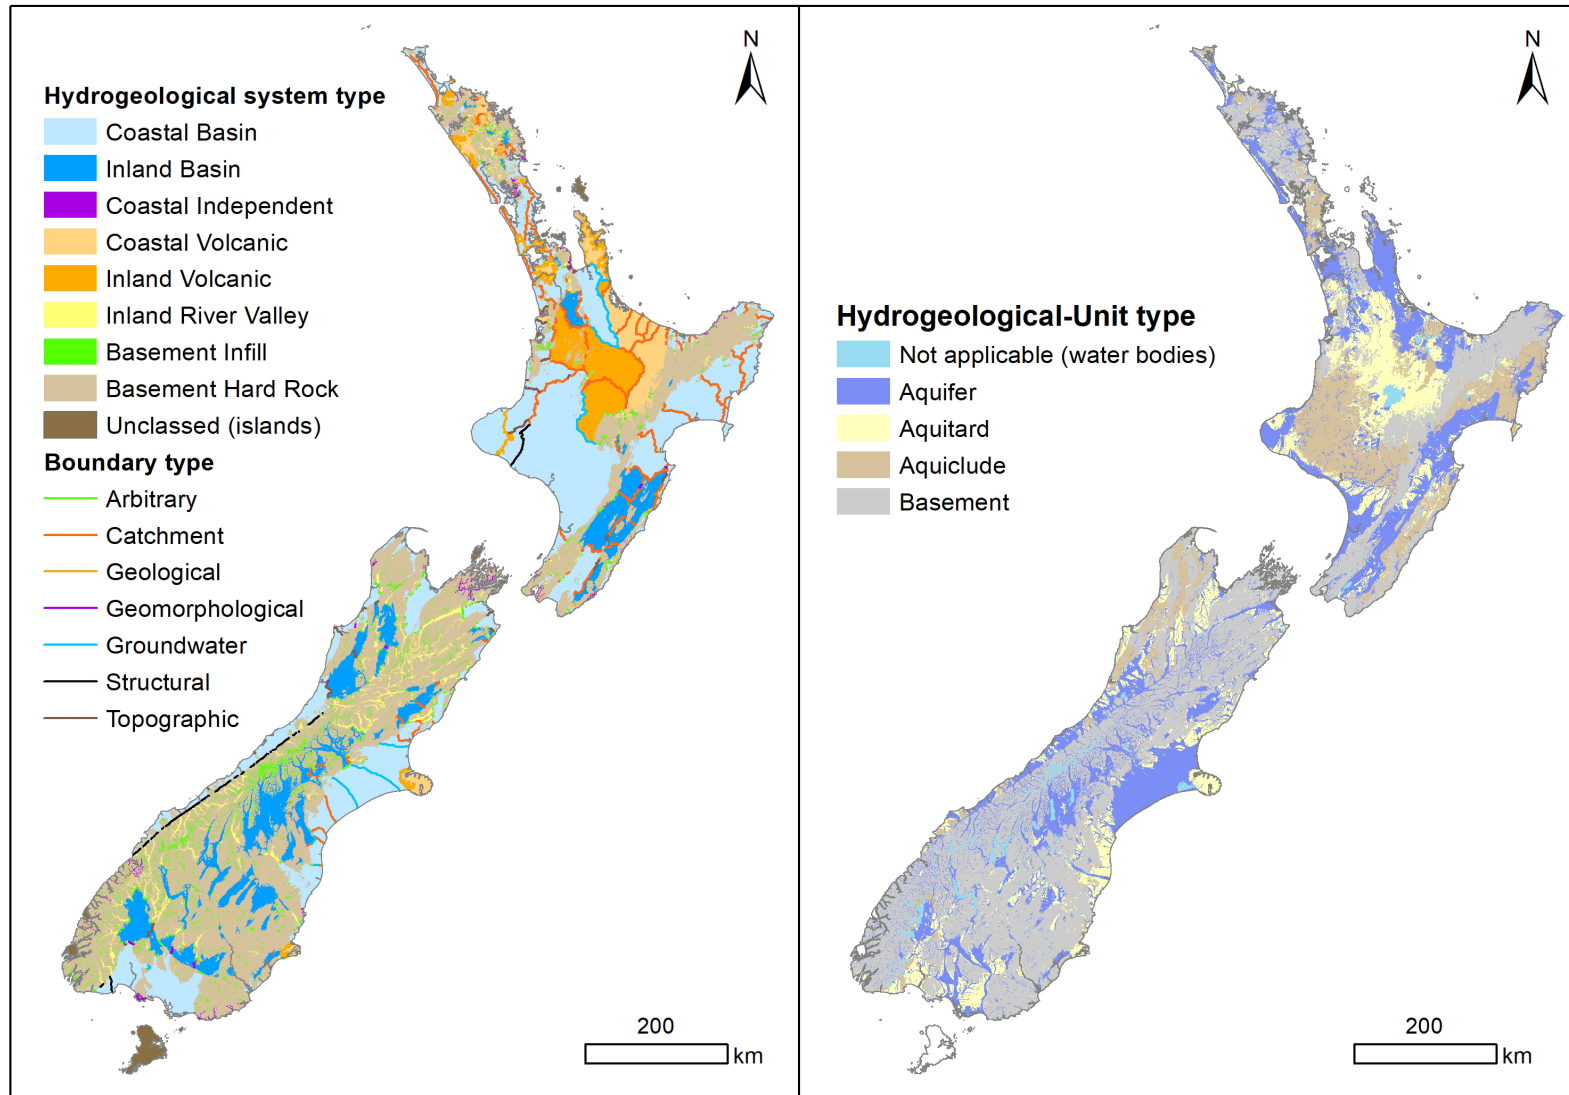 N
Hydrogeological system type
Coastal Basin
Inland Basin
Coastal Independent
Coastal Volcanic
Inland Volcanic
Inland River Valley
Basement Infill
Basement Hard Rock
Unclassed (islands)
Boundary type
Arbitrary
Catchment
Geological
Geomorphological
Groundwater
Structural
Topographic
200
km
N
Hydrogeological-Unit type
Not applicable (water bodies)
Aquifer
Aquitard
Aquiclude
Basement
200
km